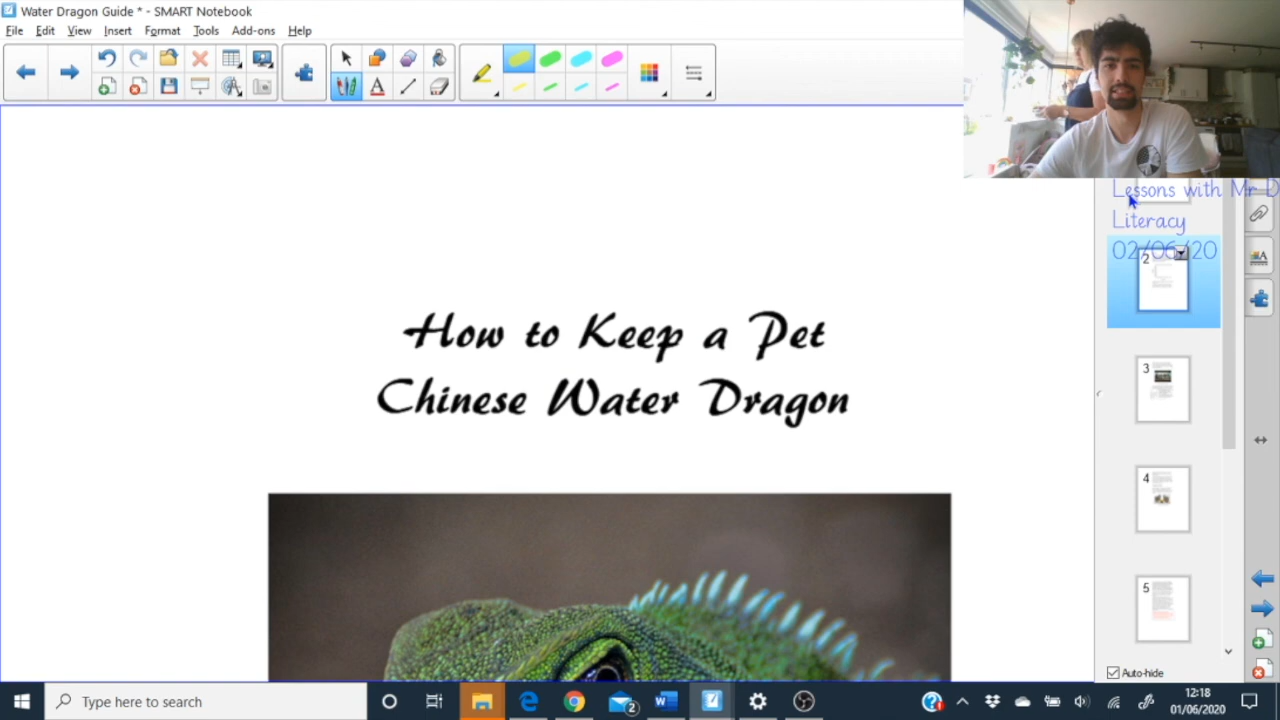 Water Dragon Guide * - SMART Notebook
File Edit View Insert Format Tools Add-ons Help
Lessons with Mr D
Literacy
02/06/20
2
How to Keep a Pet
Chinese Water Dragon
3
4
5
Auto-hide
Type here to search
2
12:18
01/06/2020